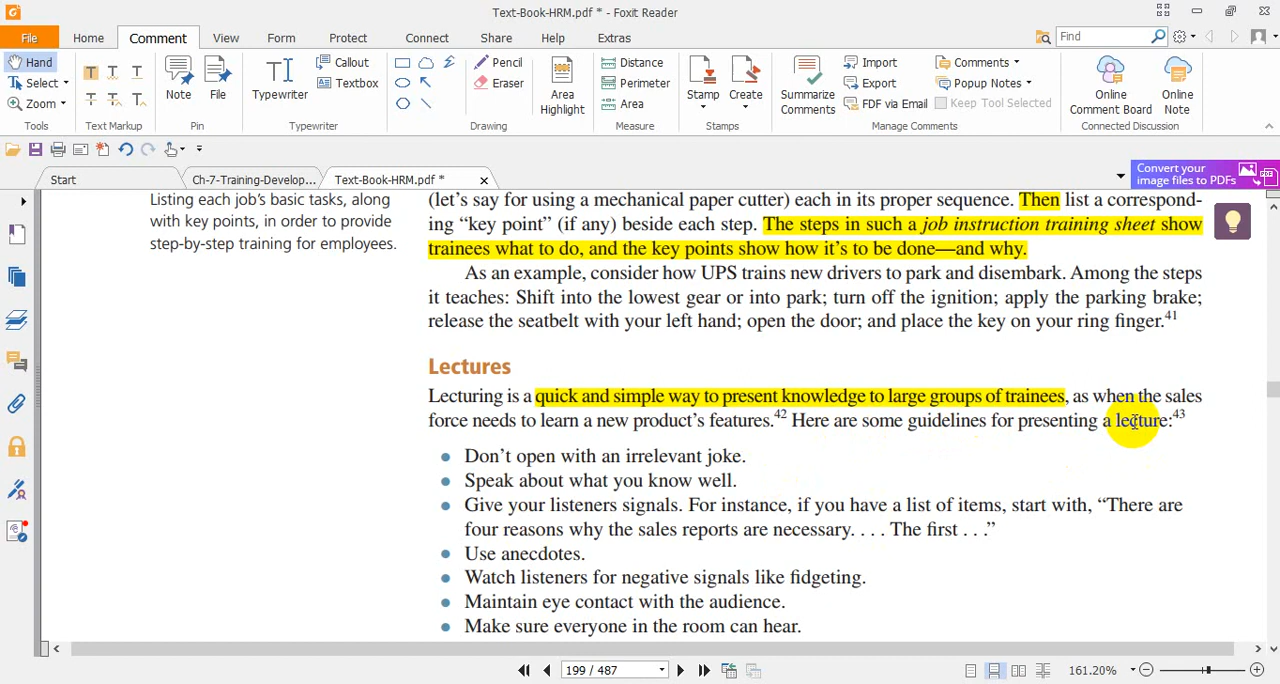 Text-Book-HRM.pdf * - Foxit Reader
File Home Comment View Form Protect Connect Share Help Extras Find
Hand
Select
Zoom
Tools
Text Markup
Note
File
Pin
Typewriter
Callout
Textbox
Typewriter
Pencil
Eraser
Drawing
Area
Highlight
Distance
Perimeter
Area
Measure
Stamp
Create
Stamps
Summarize
Comments
Import
Export
FDF via Email
Comments
Popup Notes
Keep Tool Selected
Manage Comments
Online
Comment Board
Online
Note
Connected Discussion
Start
Ch-7-Training-Develop...
Text-Book-HRM.pdf *
Convert your
image files to PDFs
PDF
Listing each job's basic tasks, along
with key points, in order to provide
step-by-step training for employees.
(let's say for using a mechanical paper cutter) each in its proper sequence. Then list a correspond-
ing “key point” (if any) beside each step. The steps in such a job instruction training sheet show
trainees what to do, and the key points show how it's to be done—and why.
As an example, consider how UPS trains new drivers to park and disembark. Among the steps
it teaches: Shift into the lowest gear or into park; turn off the ignition; apply the parking brake;
release the seatbelt with your left hand; open the door; and place the key on your ring finger.41
Lectures
Lecturing is a quick and simple way to present knowledge to large groups of trainees, as when the sales
force needs to learn a new product's features.42 Here are some guidelines for presenting a lecture:43
● Don't open with an irrelevant joke.
● Speak about what you know well.
● Give your listeners signals. For instance, if you have a list of items, start with, “There are
four reasons why the sales reports are necessary. . . . The first . . .”
● Use anecdotes.
● Watch listeners for negative signals like fidgeting.
● Maintain eye contact with the audience.
● Make sure everyone in the room can hear.
199 / 487
161.20%